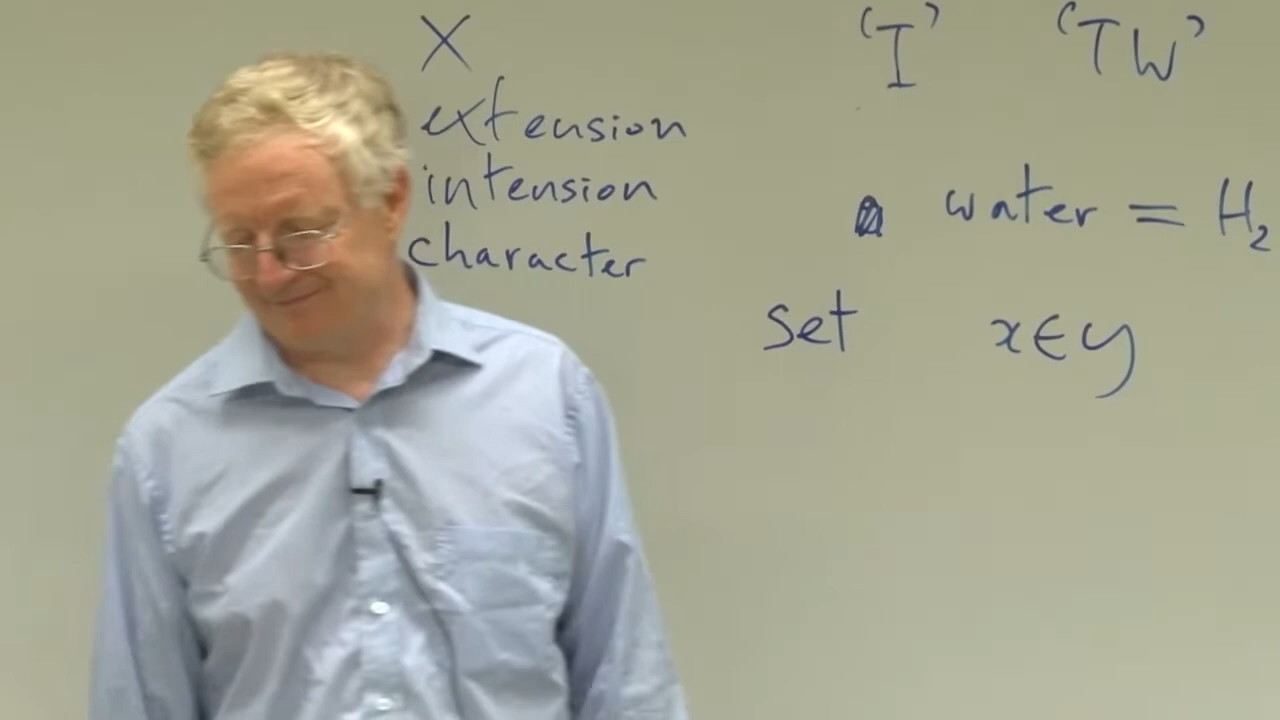 X
extension
intension
character
'I' 'TW'
water = H₂
set x∈y